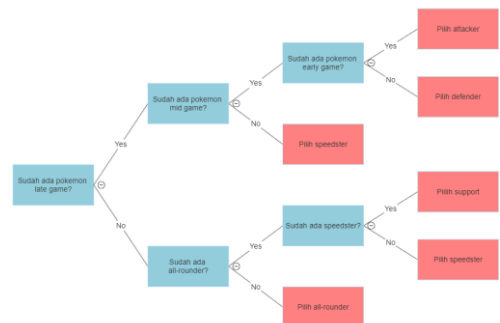 Sudah ada pokemon
late game?
Yes
Sudah ada pokemon
mid game?
Yes
Sudah ada pokemon
early game?
Yes
Pilih attacker
No
Pilih defender
No
Pilih speedster
No
Sudah ada
all-rounder?
Yes
Sudah ada speedster?
Yes
Pilih support
No
Pilih speedster
No
Pilih all-rounder